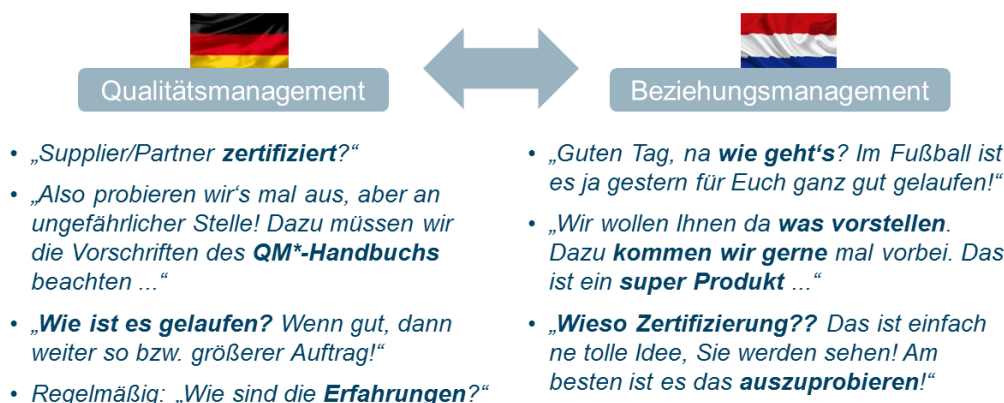 Qualitätsmanagement
• „Supplier/Partner zertifiziert?“
• „Also probieren wir‘s mal aus, aber an
ungefährlicher Stelle! Dazu müssen wir
die Vorschriften des QM*-Handbuchs
beachten ...“
• „Wie ist es gelaufen? Wenn gut, dann
weiter so bzw. größerer Auftrag!“
• Regelmäßig: „Wie sind die Erfahrungen?“
Beziehungsmanagement
• „Guten Tag, na wie geht‘s? Im Fußball ist
es ja gestern für Euch ganz gut gelaufen!“
• „Wir wollen Ihnen da was vorstellen.
Dazu kommen wir gerne mal vorbei. Das
ist ein super Produkt ...“
• „Wieso Zertifizierung?? Das ist einfach
ne tolle Idee, Sie werden sehen! Am
besten ist es das auszuprobieren!“